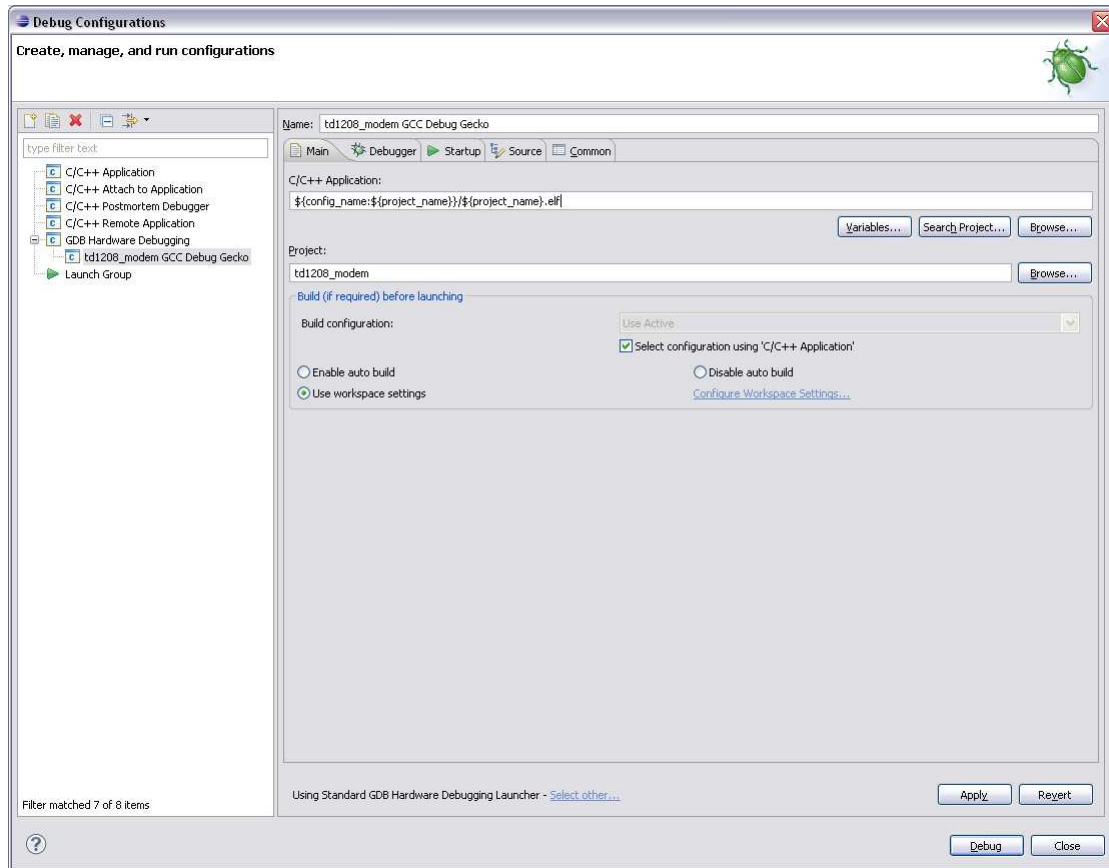 Debug Configurations
Create, manage, and run configurations
type filter text
C/C++ Application
C/C++ Attach to Application
C/C++ Postmortem Debugger
C/C++ Remote Application
GDB Hardware Debugging
td1208_modem GCC Debug Gecko
Launch Group
Filter matched 7 of 8 items
Name: td1208_modem GCC Debug Gecko
Main Debugger Startup Source Common
C/C++ Application:
${config_name:${project_name}}/${project_name}.elf
Variables... Search Project... Browse...
Project:
td1208_modem Browse...
Build (if required) before launching
Build configuration: Use Active
Select configuration using 'C/C++ Application'
Enable auto build Disable auto build
Use workspace settings Configure Workspace Settings...
Using Standard GDB Hardware Debugging Launcher - Select other... Apply Revert
? Debug Close